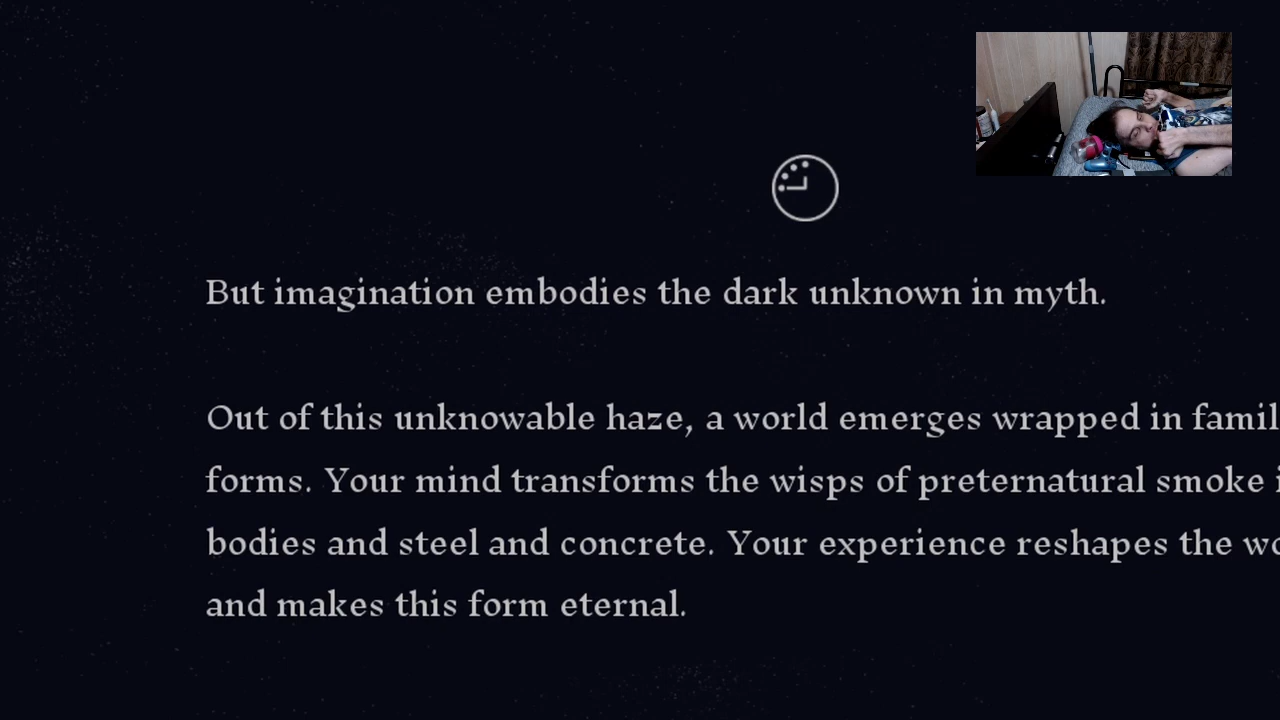 But imagination embodies the dark unknown in myth.
Out of this unknowable haze, a world emerges wrapped in famil
forms. Your mind transforms the wisps of preternatural smoke i
bodies and steel and concrete. Your experience reshapes the wo
and makes this form eternal.